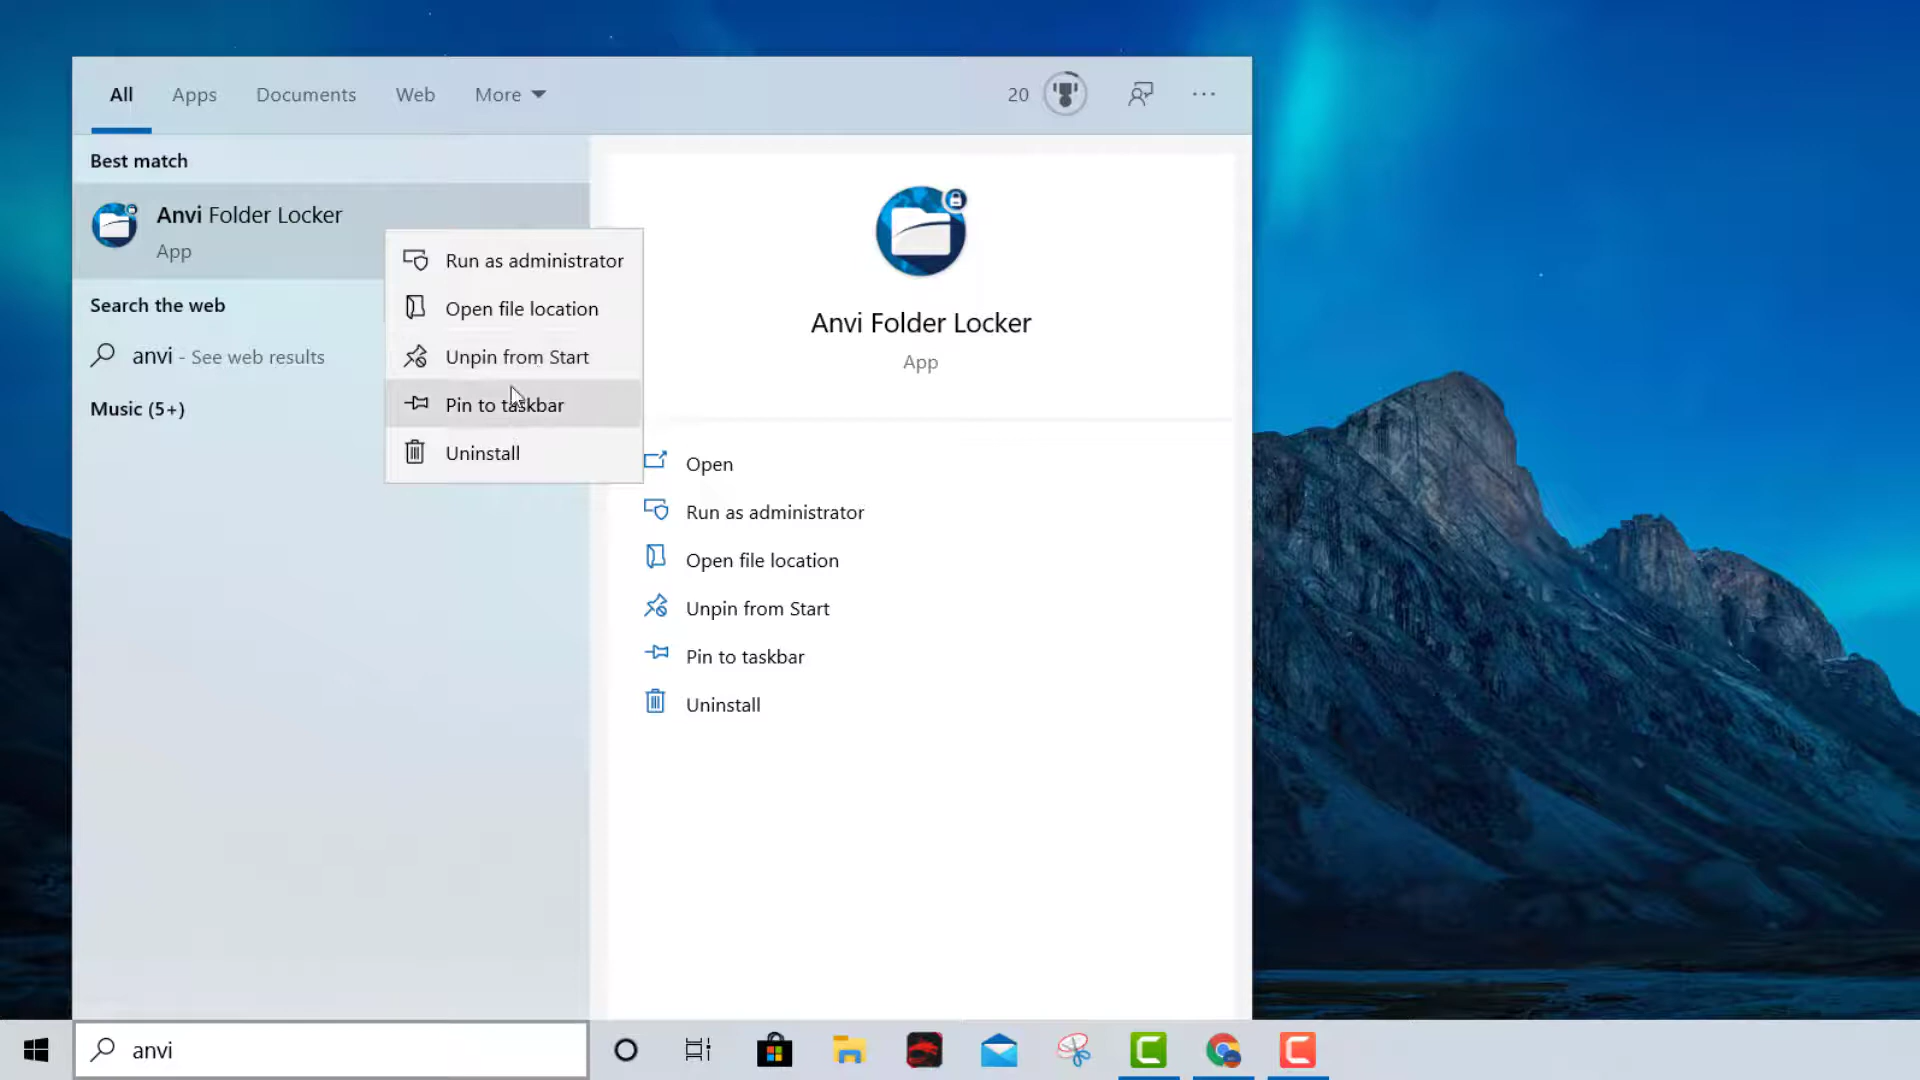 All
Apps
Documents
Web
More
20
Best match
Anvi Folder Locker
App
Search the web
anvi - See web results
Music (5+)
Run as administrator
Open file location
Unpin from Start
Pin to taskbar
Uninstall
Anvi Folder Locker
App
Open
Run as administrator
Open file location
Unpin from Start
Pin to taskbar
Uninstall
anvi